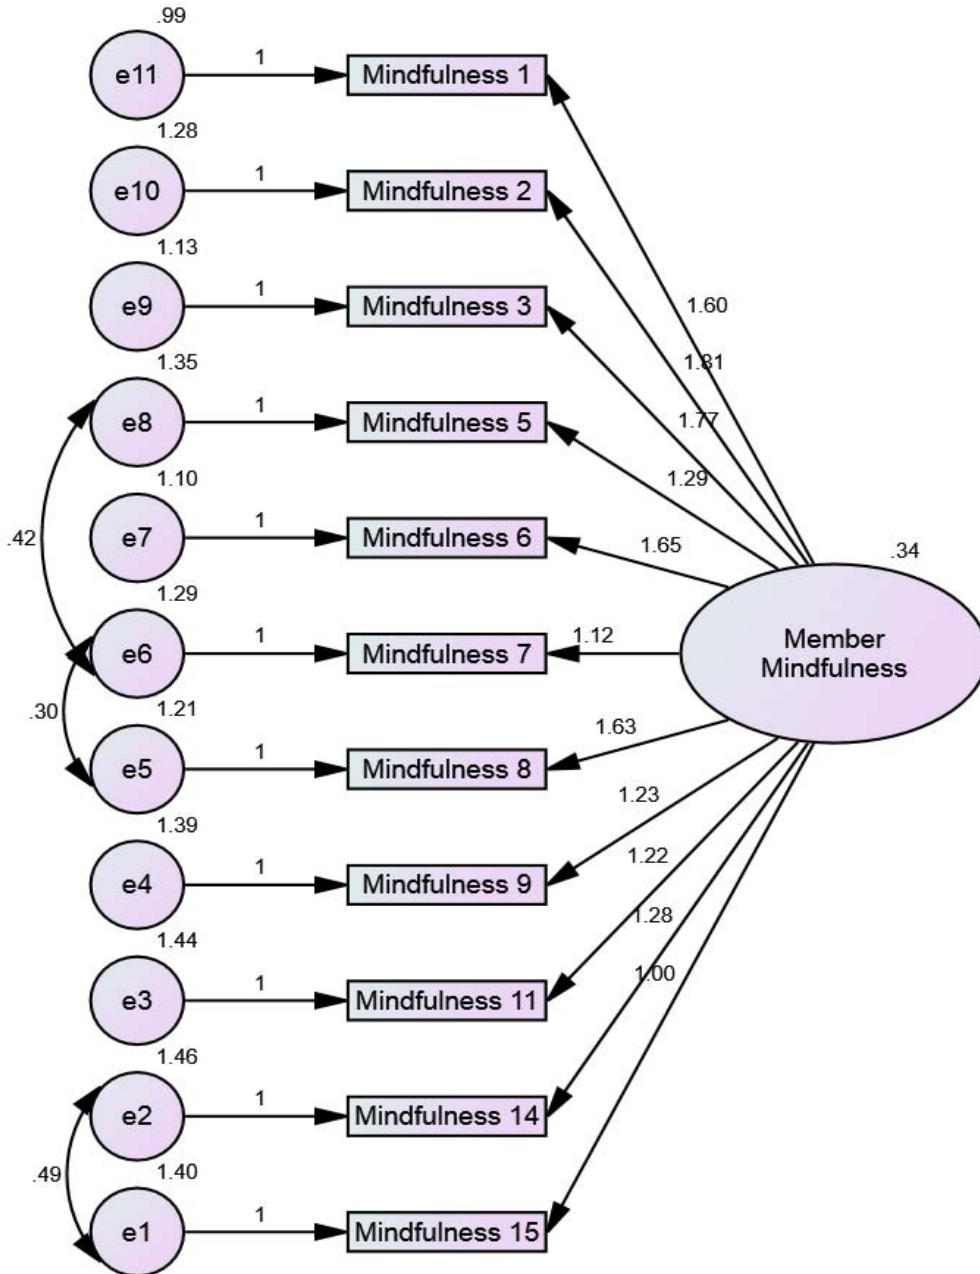 .99
e11
1
Mindfulness 1
1.28
e10
1
Mindfulness 2
1.13
e9
1
Mindfulness 3
1.60
1.35
1.81
e8
1
Mindfulness 5
1.77
1.10
1.29
.42
e7
1
Mindfulness 6
1.65
.34
1.29
e6
1
Mindfulness 7
1.12
Member
Mindfulness
.30
1.21
1.63
e5
1
Mindfulness 8
1.39
1.23
e4
1
Mindfulness 9
1.22
1.44
1.28
e3
1
Mindfulness 11
1.00
1.46
e2
1
Mindfulness 14
.49
1.40
e1
1
Mindfulness 15